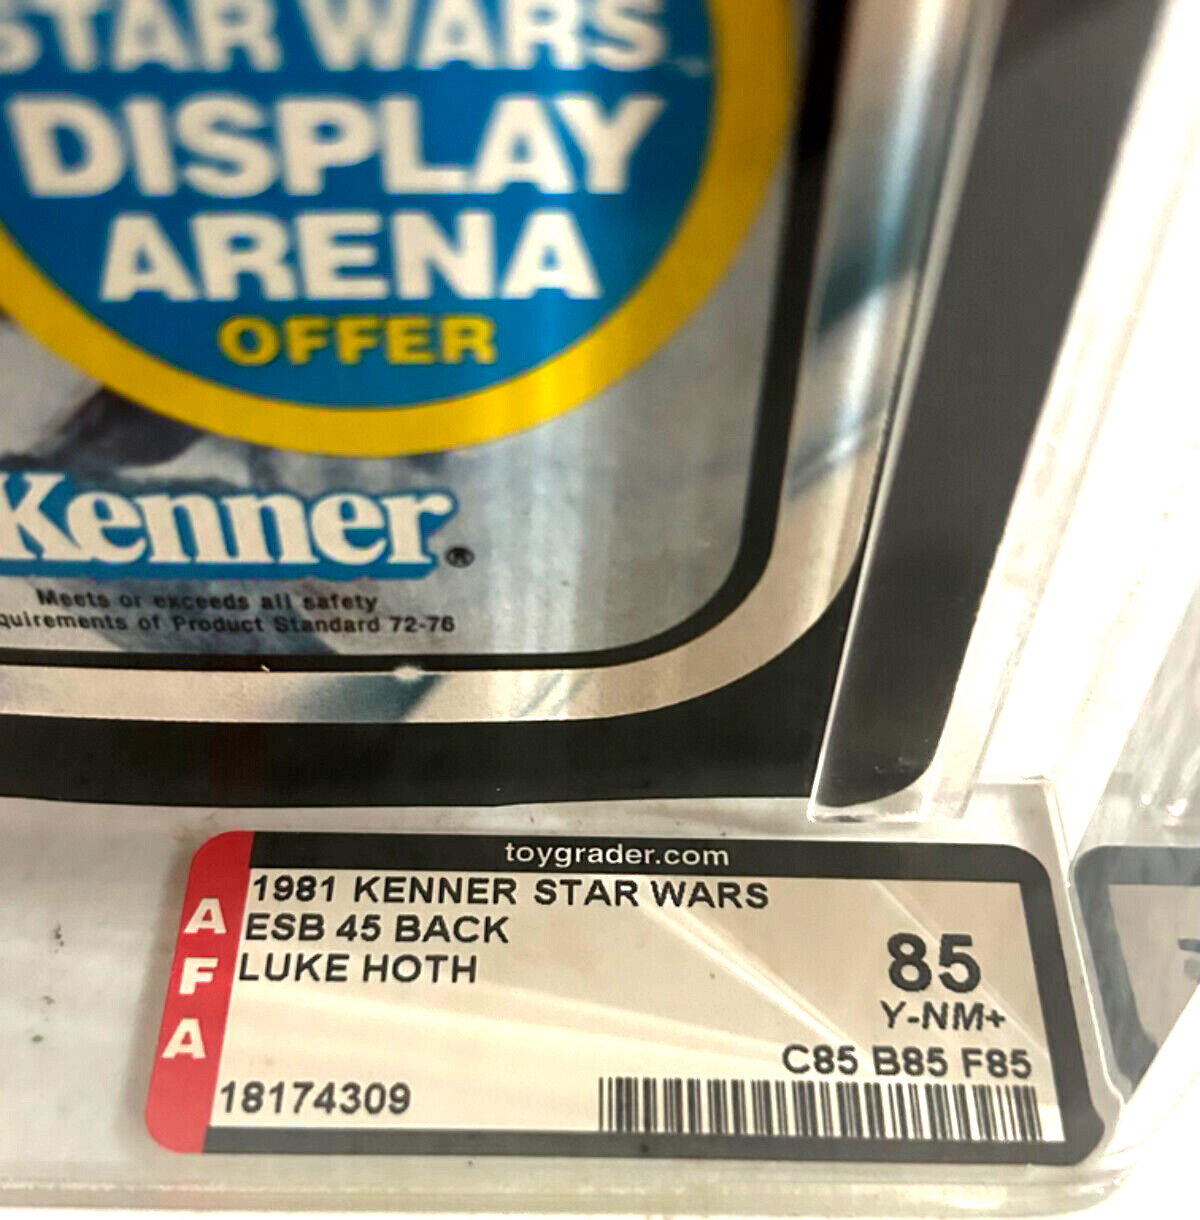 STAR WARS™
DISPLAY
ARENA
OFFER
Kenner®
Meets or exceeds all safety
quirements of Product Standard 72-76
toygrader.com
1981 KENNER STAR WARS
ESB 45 BACK
LUKE HOTH
AFA
85
Y-NM+
C85 B85 F85
18174309